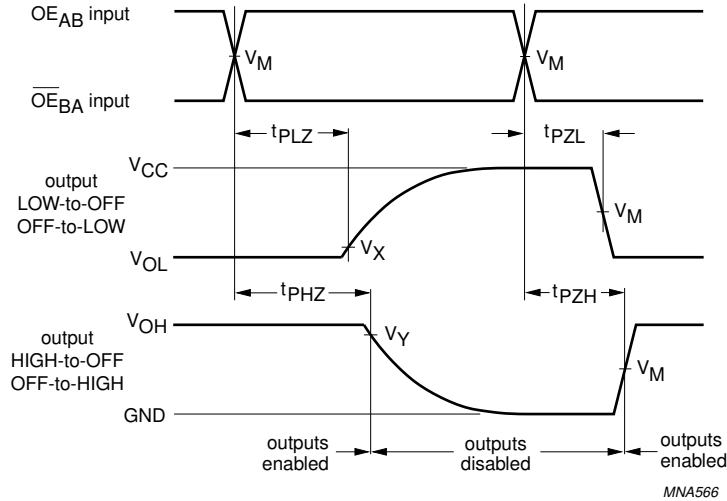 OE_AB input
V_M
V_M
O̅E̅_BA input
t_PLZ
t_PZL
V_CC
output
LOW-to-OFF
OFF-to-LOW
V_M
V_X
V_OL
t_PHZ
t_PZH
V_OH
output
HIGH-to-OFF
OFF-to-HIGH
V_Y
V_M
GND
outputs
enabled
outputs
disabled
outputs
enabled
MNA566